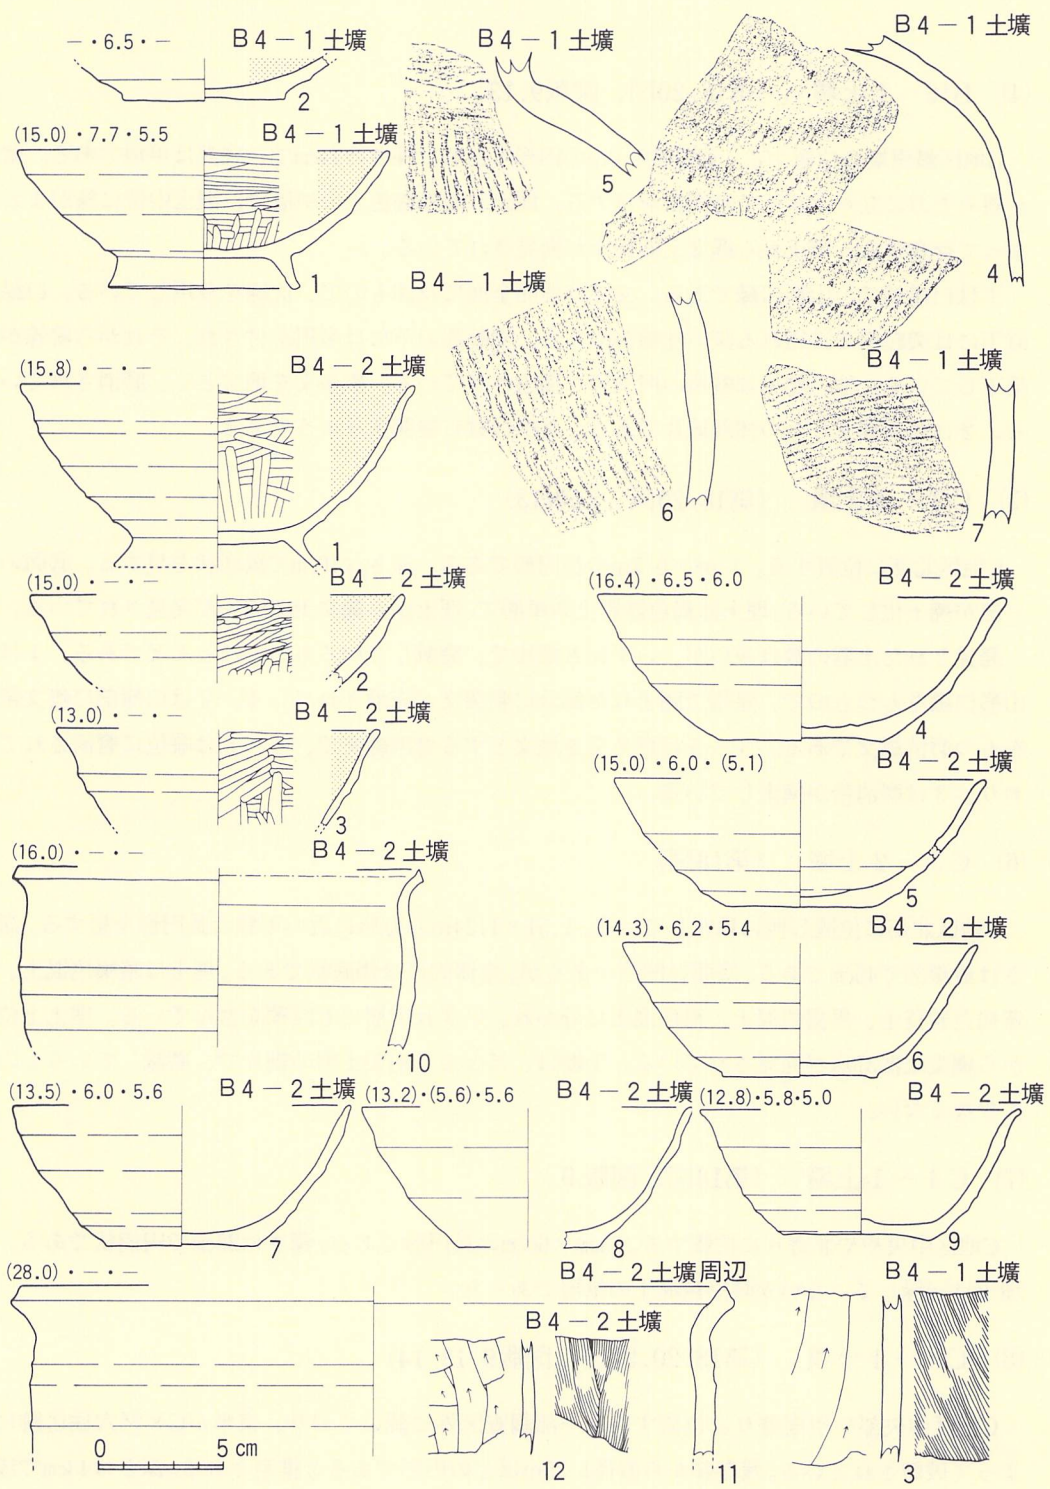 —・6.5・— B4－1土壙
2
(15.0)・7.7・5.5 B4－1土壙
1
B4－1土壙
5
B4－1土壙
4
B4－1土壙
6
B4－1土壙
7
(15.8)・—・— B4－2土壙
1
(15.0)・—・— B4－2土壙
2
(13.0)・—・— B4－2土壙
3
(16.0)・—・— B4－2土壙
10
(16.4)・6.5・6.0 B4－2土壙
4
(15.0)・6.0・(5.1) B4－2土壙
5
(14.3)・6.2・5.4 B4－2土壙
6
(13.5)・6.0・5.6 B4－2土壙
7
(13.2)・(5.6)・5.6 B4－2土壙
8
(12.8)・5.8・5.0 B4－2土壙
9
(28.0)・—・— B4－2土壙周辺
11
B4－2土壙
12
B4－1土壙
3
0 5cm